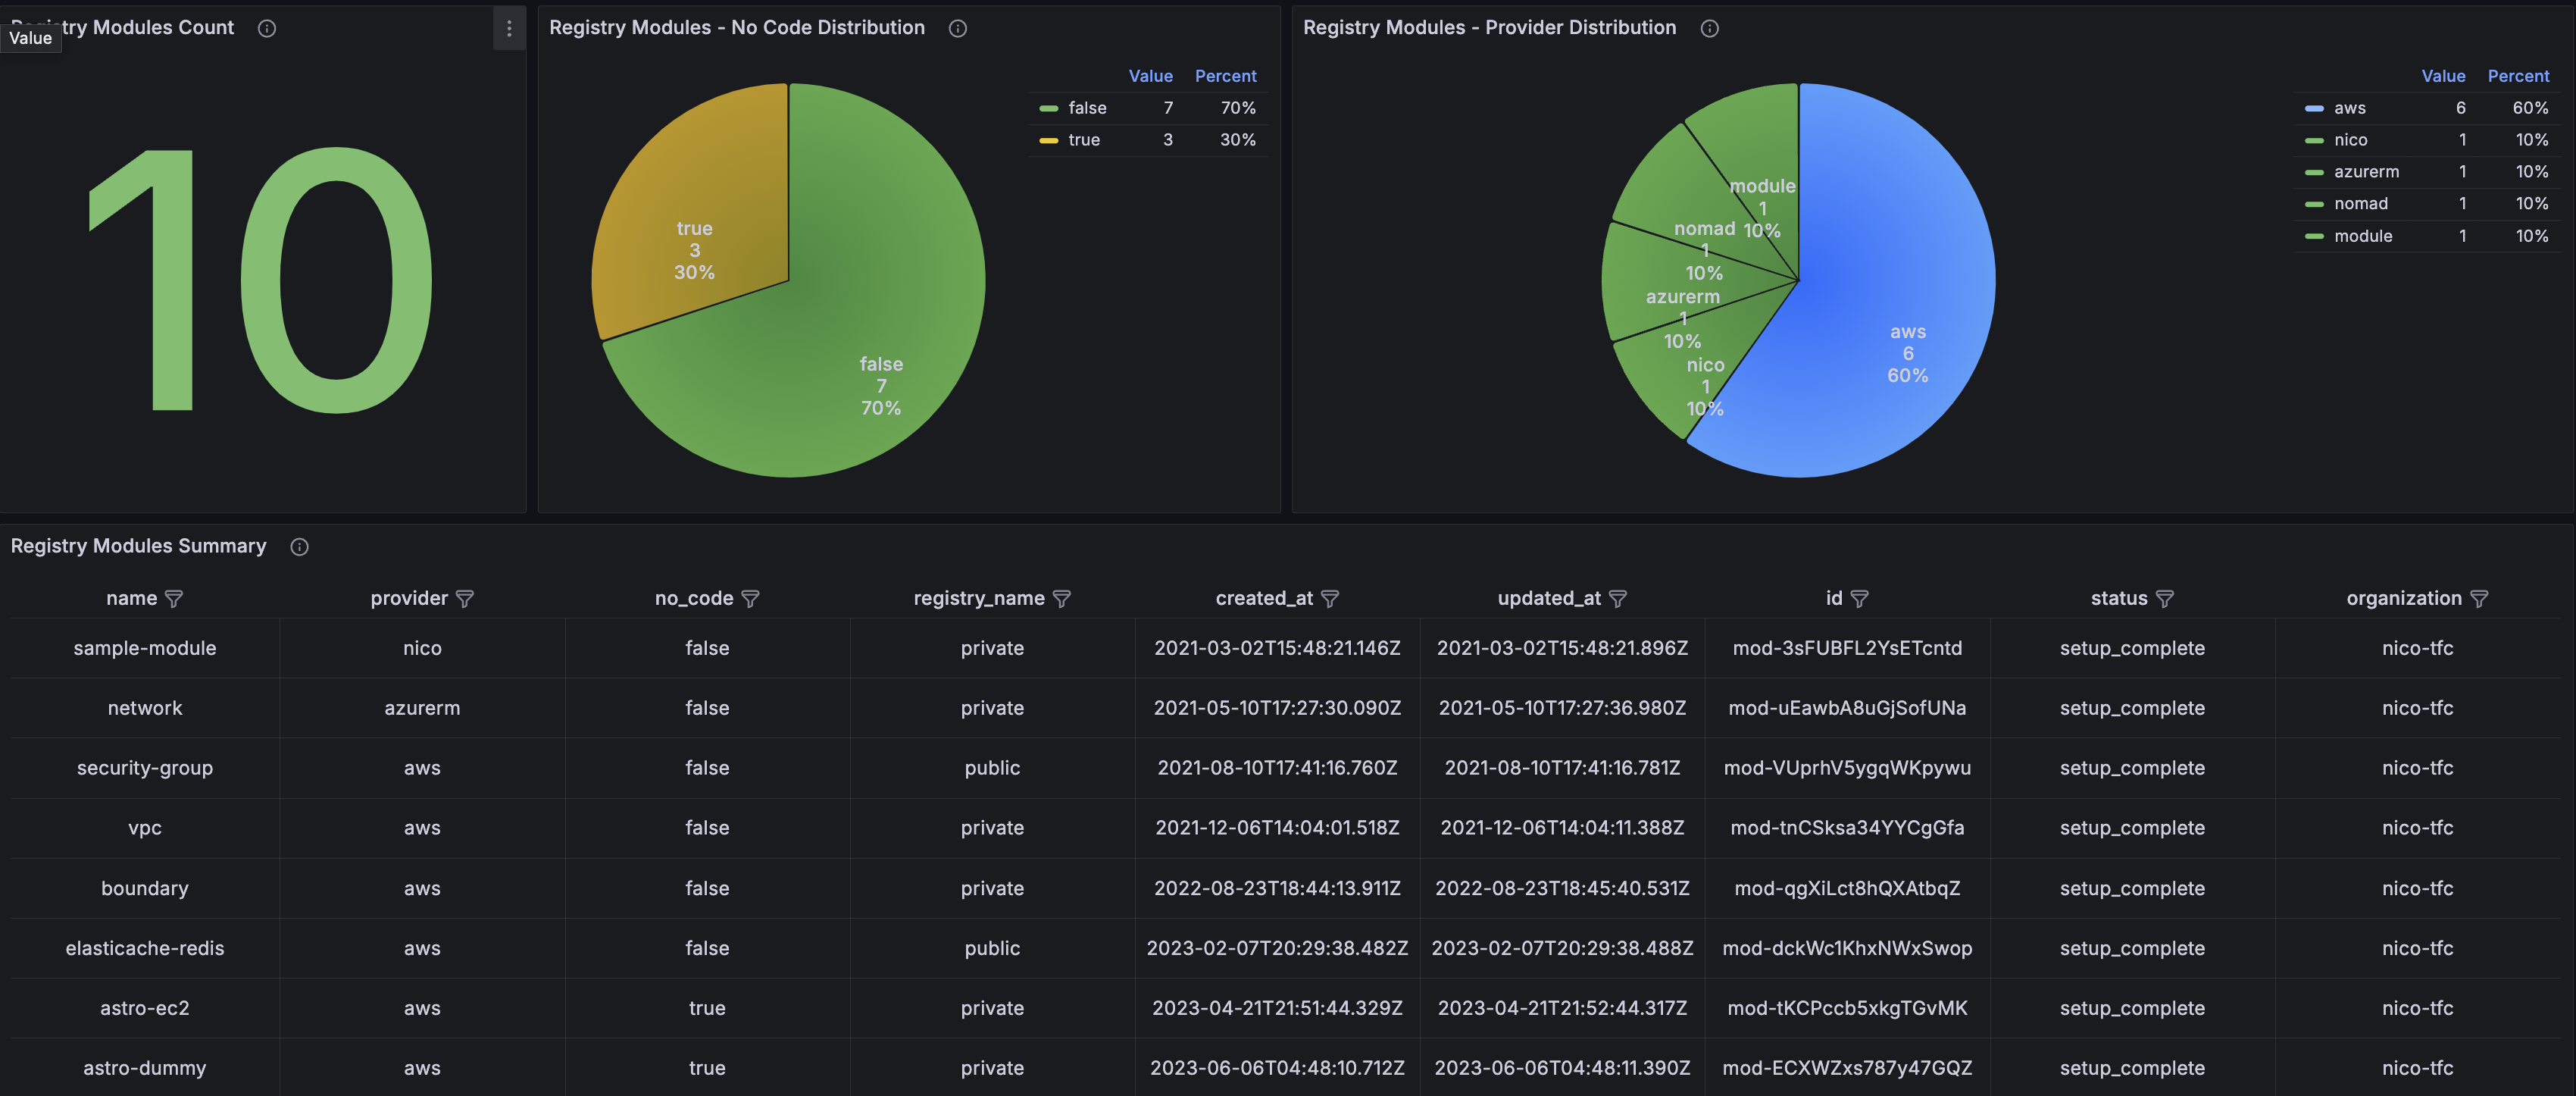 try Modules Count
Value
10
Registry Modules - No Code Distribution
Value Percent
false 7 70%
true 3 30%
true
3
30%
false
7
70%
Registry Modules - Provider Distribution
Value Percent
aws 6 60%
nico 1 10%
azurerm 1 10%
nomad 1 10%
module 1 10%
module
1
10%
nomad
1
10%
azurerm
1
10%
nico
1
10%
aws
6
60%
Registry Modules Summary
name provider no_code registry_name created_at updated_at id status organization
sample-module nico false private 2021-03-02T15:48:21.146Z 2021-03-02T15:48:21.896Z mod-3sFUBFL2YsETcntd setup_complete nico-tfc
network azurerm false private 2021-05-10T17:27:30.090Z 2021-05-10T17:27:36.980Z mod-uEawbA8uGjSofUNa setup_complete nico-tfc
security-group aws false public 2021-08-10T17:41:16.760Z 2021-08-10T17:41:16.781Z mod-VUprhV5ygqWKpywu setup_complete nico-tfc
vpc aws false private 2021-12-06T14:04:01.518Z 2021-12-06T14:04:11.388Z mod-tnCSksa34YYCgGfa setup_complete nico-tfc
boundary aws false private 2022-08-23T18:44:13.911Z 2022-08-23T18:45:40.531Z mod-qgXiLct8hQXAtbqZ setup_complete nico-tfc
elasticache-redis aws false public 2023-02-07T20:29:38.482Z 2023-02-07T20:29:38.488Z mod-dckWc1KhxNWxSwop setup_complete nico-tfc
astro-ec2 aws true private 2023-04-21T21:51:44.329Z 2023-04-21T21:52:44.317Z mod-tKCPccb5xkgTGvMK setup_complete nico-tfc
astro-dummy aws true private 2023-06-06T04:48:10.712Z 2023-06-06T04:48:11.390Z mod-ECXWZxs787y47GQZ setup_complete nico-tfc